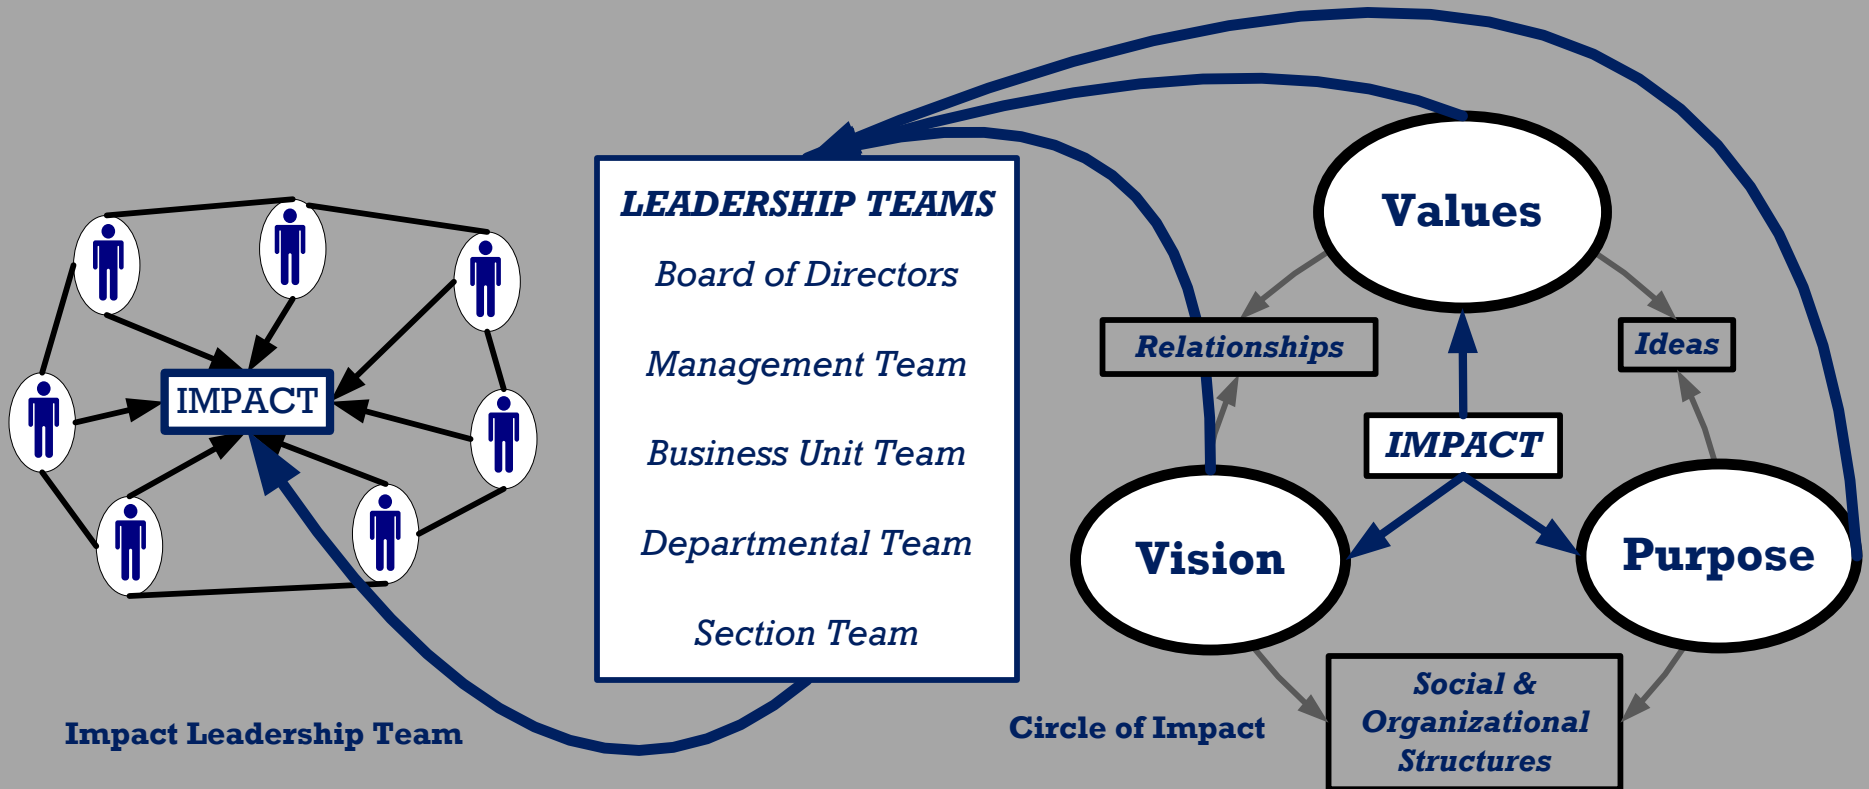 IMPACT
Impact Leadership Team
LEADERSHIP TEAMS
Board of Directors
Management Team
Business Unit Team
Departmental Team
Section Team
Values
Relationships
Ideas
IMPACT
Vision
Purpose
Social &
Organizational
Structures
Circle of Impact